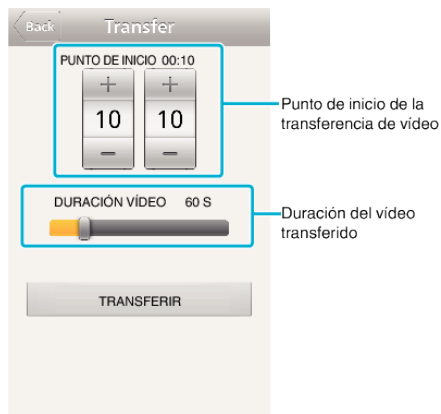 Back
Transfer
PUNTO DE INICIO 00:10
+ +
10 10
− −
Punto de inicio de la
transferencia de vídeo
DURACIÓN VÍDEO 60 S
Duración del vídeo
transferido
TRANSFERIR